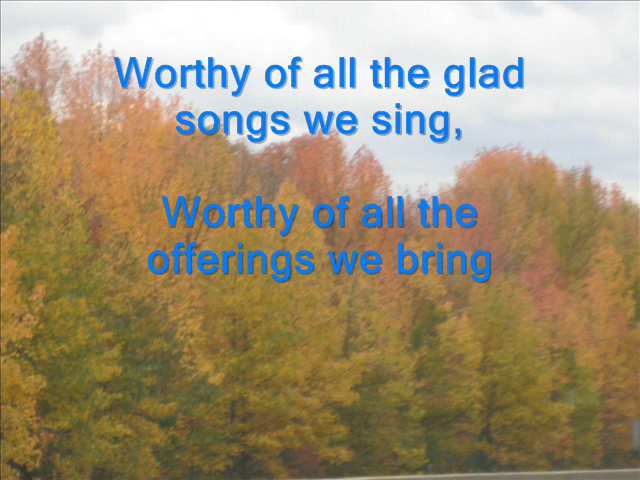 Worthy of all the glad
songs we sing,
Worthy of all the
offerings we bring